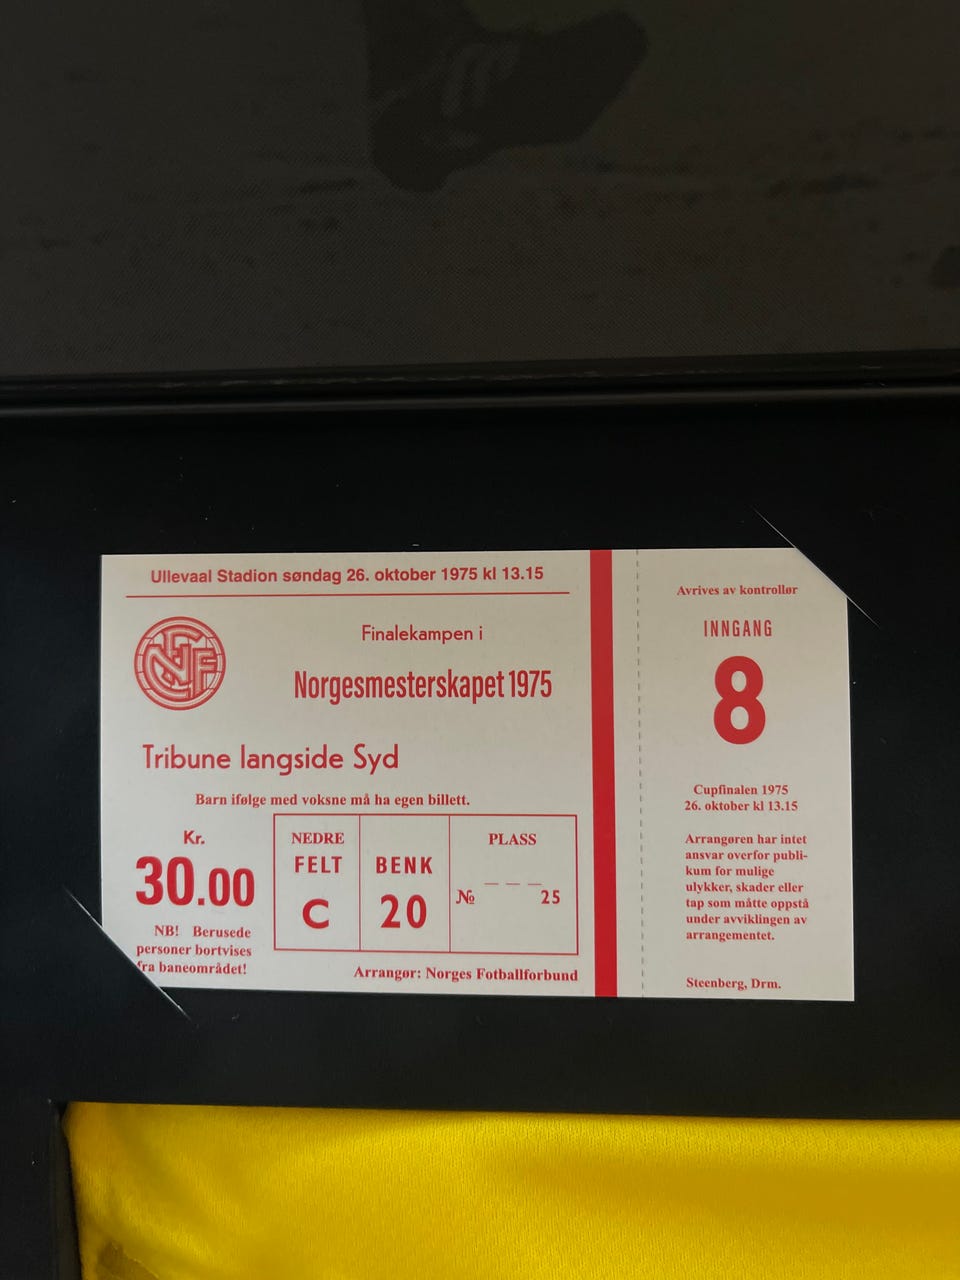 Ullevaal Stadion søndag 26. oktober 1975 kl 13.15
NFF
Finalekampen i
Norgesmesterskapet 1975
Tribune langside Syd
Barn ifølge med voksne må ha egen billett.
Kr.
30.00
NB! Berusede
personer bortvises
fra baneområdet!
NEDRE
FELT
C
BENK
20
PLASS
№ _ _ _ 25
Arrangør: Norges Fotballforbund
Avrives av kontrollør
INNGANG
8
Cupfinalen 1975
26. oktober kl 13.15
Arrangøren har intet
ansvar overfor publi-
kum for mulige
ulykker, skader eller
tap som måtte oppstå
under avviklingen av
arrangementet.
Steenberg, Drm.